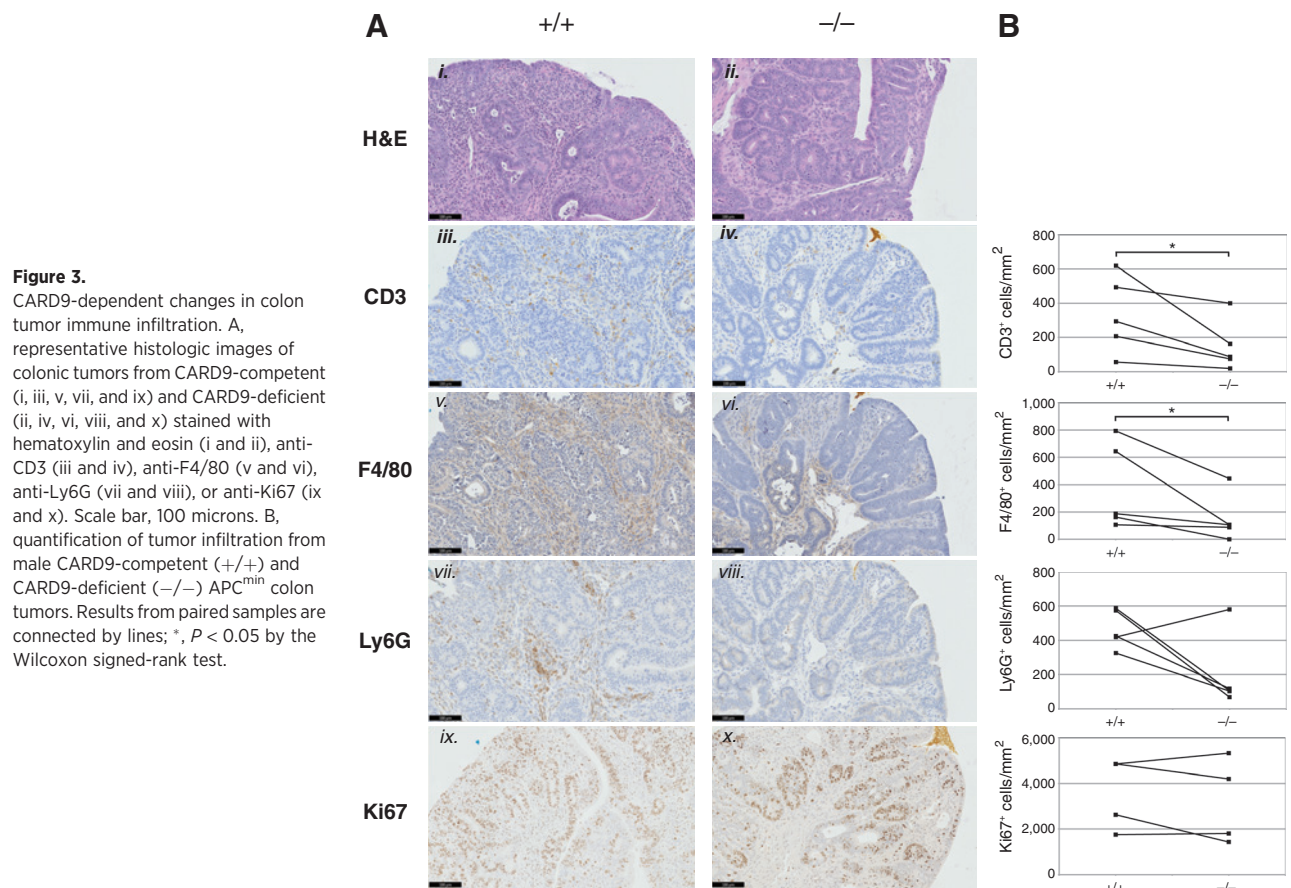 Figure 3.
CARD9-dependent changes in colon
tumor immune infiltration. A,
representative histologic images of
colonic tumors from CARD9-competent
(i, iii, v, vii, and ix) and CARD9-deficient
(ii, iv, vi, viii, and x) stained with
hematoxylin and eosin (i and ii), anti-
CD3 (iii and iv), anti-F4/80 (v and vi),
anti-Ly6G (vii and viii), or anti-Ki67 (ix
and x). Scale bar, 100 microns. B,
quantification of tumor infiltration from
male CARD9-competent (+/+) and
CARD9-deficient (−/−) APCmin colon
tumors. Results from paired samples are
connected by lines; *, P < 0.05 by the
Wilcoxon signed-rank test.
A
+/+
−/−
H&E
i.
ii.
CD3
iii.
iv.
F4/80
v.
vi.
Ly6G
vii.
viii.
Ki67
ix.
x.
B
CD3+ cells/mm2
800
600
400
200
0
*
+/+ −/−
F4/80+ cells/mm2
1,000
800
600
400
200
0
*
+/+ −/−
Ly6G+ cells/mm2
800
600
400
200
0
+/+ −/−
Ki67+ cells/mm2
6,000
4,000
2,000
0
+/+ −/−